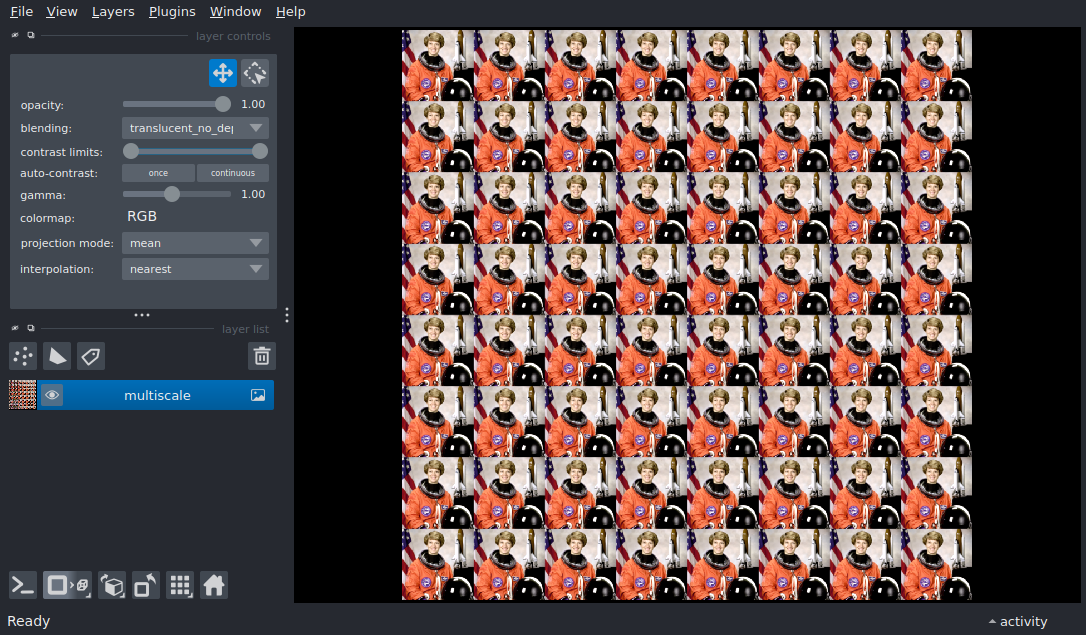 File View Layers Plugins Window Help
layer controls
opacity: 1.00
blending: translucent_no_dep
contrast limits:
auto-contrast: once continuous
gamma: 1.00
colormap: RGB
projection mode: mean
interpolation: nearest
layer list
multiscale
Ready
activity